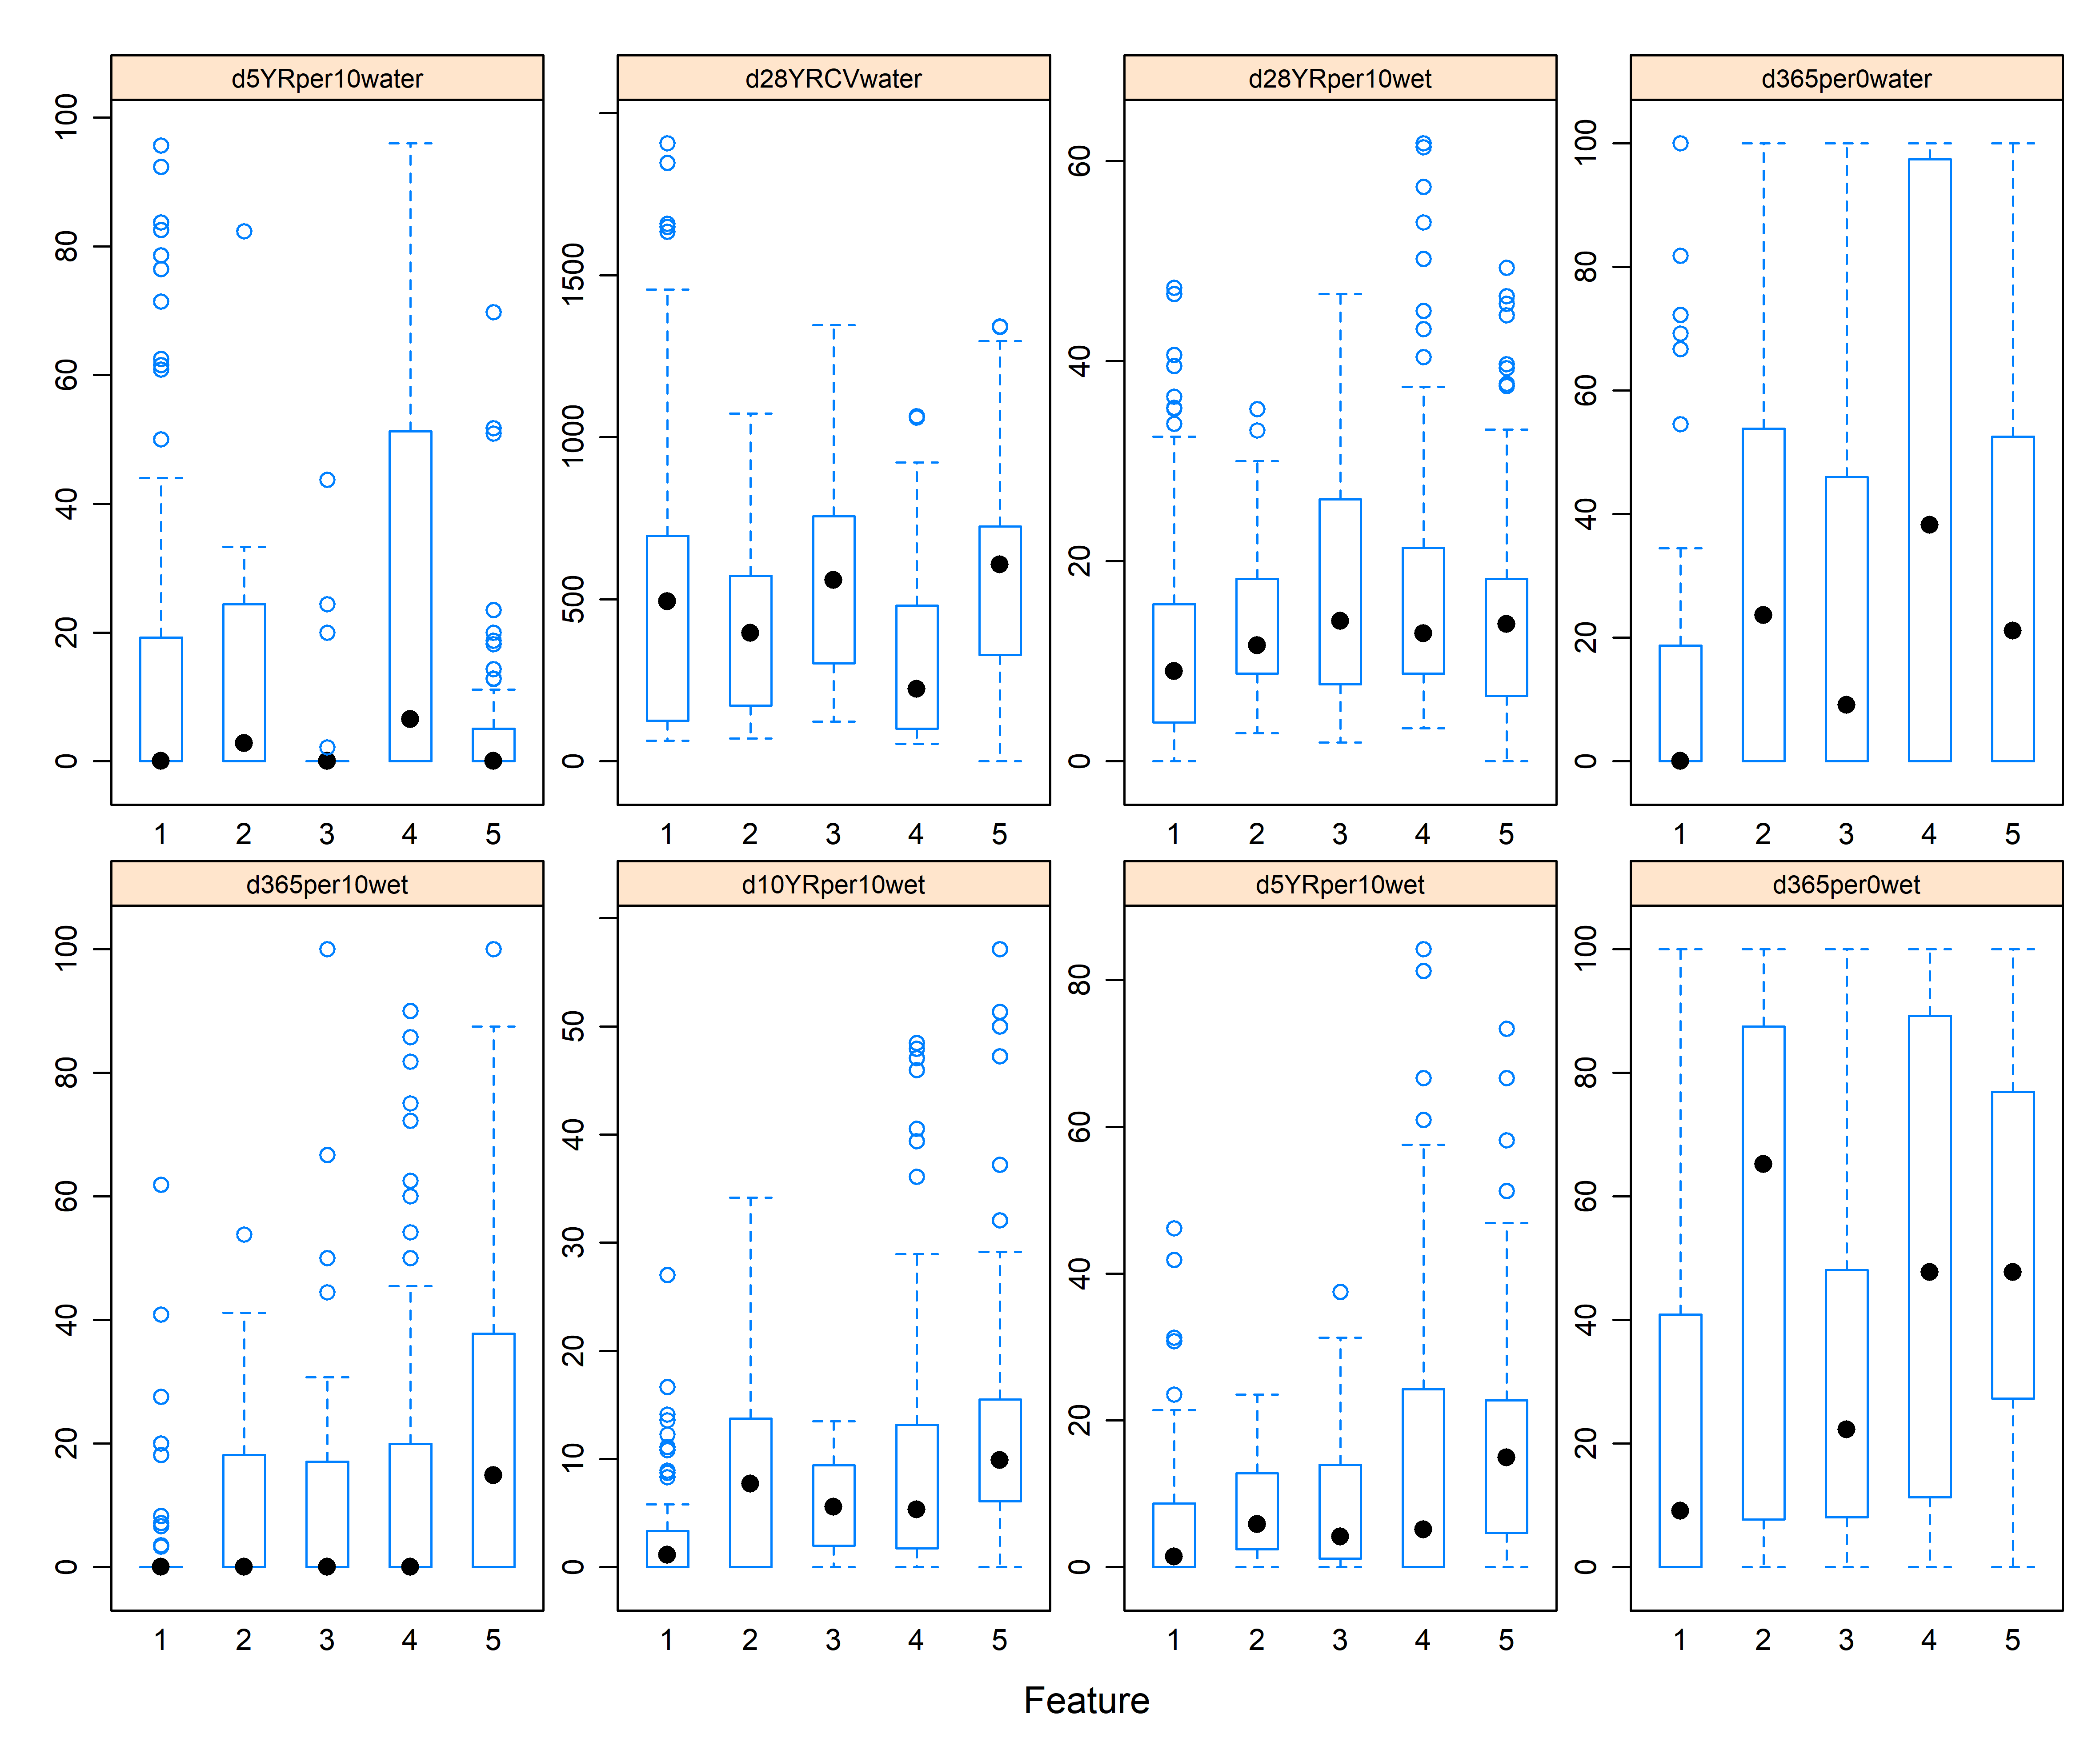 d5YRper10water d28YRCVwater d28YRper10wet d365per0water
0 20 40 60 80 100
0 500 1000 1500
0 20 40 60
0 20 40 60 80 100
1 2 3 4 5 1 2 3 4 5 1 2 3 4 5 1 2 3 4 5
d365per10wet d10YRper10wet d5YRper10wet d365per0wet
0 20 40 60 80 100
0 10 20 30 40 50
0 20 40 60 80
0 20 40 60 80 100
1 2 3 4 5 1 2 3 4 5 1 2 3 4 5 1 2 3 4 5
Feature